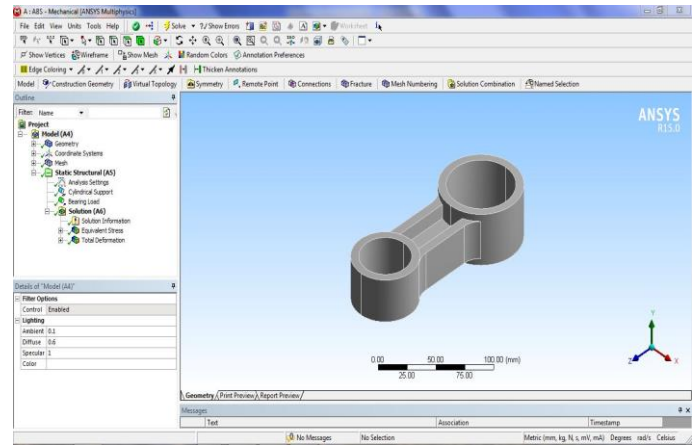 A : ABS - Mechanical [ANSYS Multiphysics]
File Edit View Units Tools Help Solve ?/Show Errors Worksheet
Show Vertices Wireframe Show Mesh Random Colors Annotation Preferences
Edge Coloring Thicken Annotations
Model Construction Geometry Virtual Topology Symmetry Remote Point Connections Fracture Mesh Numbering Solution Combination Named Selection
Outline
Filter: Name
Project
Model (A4)
Geometry
Coordinate Systems
Mesh
Static Structural (A5)
Analysis Settings
Cylindrical Support
Bearing Load
Solution (A6)
Solution Information
Equivalent Stress
Total Deformation
Details of "Model (A4)"
Filter Options
Control Enabled
Lighting
Ambient 0.1
Diffuse 0.6
Specular 1
Color
ANSYS
R15.0
0.00 50.00 100.00 (mm)
25.00 75.00
Y
Z X
Geometry Print Preview Report Preview
Messages
Text Association Timestamp
No Messages No Selection Metric (mm, kg, N, s, mV, mA) Degrees rad/s Celsius